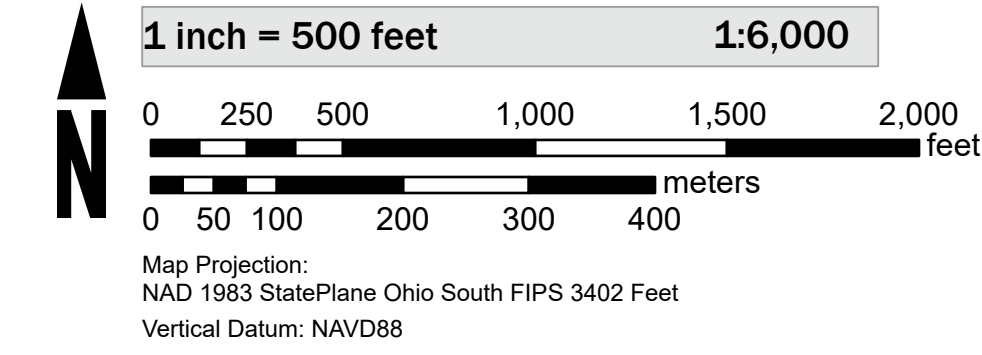 1 inch = 500 feet 1:6,000
0 250 500 1,000 1,500 2,000
feet
meters
0 50 100 200 300 400
N
Map Projection:
NAD 1983 StatePlane Ohio South FIPS 3402 Feet
Vertical Datum: NAVD88